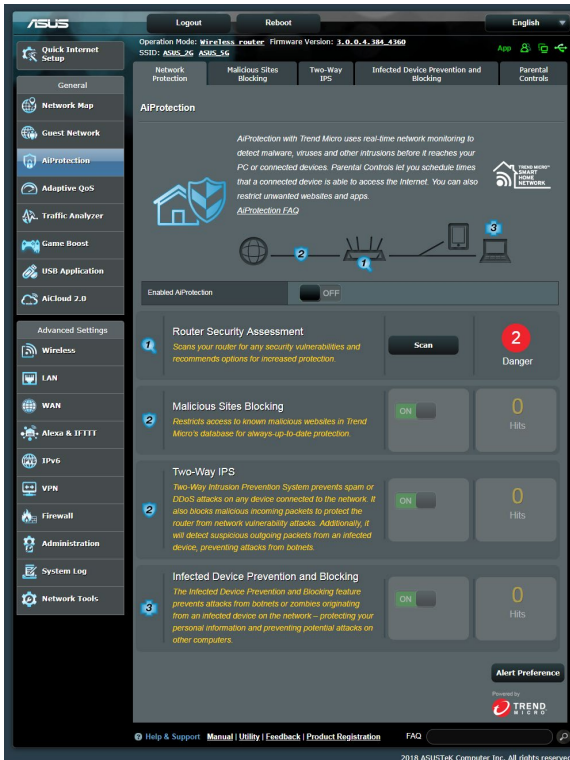 ASUS
Logout
Reboot
English
Quick Internet
Setup
Operation Mode: Wireless router Firmware Version: 3.0.0.4.384_4360
SSID: ASUS_2G ASUS_5G
App
General
Network Map
Guest Network
AiProtection
Adaptive QoS
Traffic Analyzer
Game Boost
USB Application
AiCloud 2.0
Advanced Settings
Wireless
LAN
WAN
Alexa & IFTTT
IPv6
VPN
Firewall
Administration
System Log
Network Tools
Network
Protection
Malicious Sites
Blocking
Two-Way
IPS
Infected Device Prevention and
Blocking
Parental
Controls
AiProtection
AiProtection with Trend Micro uses real-time network monitoring to
detect malware, viruses and other intrusions before it reaches your
PC or connected devices. Parental Controls let you schedule times
that a connected device is able to access the Internet. You can also
restrict unwanted websites and apps.
AiProtection FAQ
TREND MICRO™
SMART
HOME
NETWORK
2
1
3
Enabled AiProtection
OFF
1
Router Security Assessment
Scans your router for any security vulnerabilities and
recommends options for increased protection.
Scan
2
Danger
2
Malicious Sites Blocking
Restricts access to known malicious websites in Trend
Micro's database for always-up-to-date protection.
ON
0
Hits
2
Two-Way IPS
Two-Way Intrusion Prevention System prevents spam or
DDoS attacks on any device connected to the network. It
also blocks malicious incoming packets to protect the
router from network vulnerability attacks. Additionally, it
will detect suspicious outgoing packets from an infected
device, preventing attacks from botnets.
ON
0
Hits
3
Infected Device Prevention and Blocking
The Infected Device Prevention and Blocking feature
prevents attacks from botnets or zombies originating
from an infected device on the network – protecting your
personal information and preventing potential attacks on
other computers.
ON
0
Hits
Alert Preference
Powered by
TREND
MICRO
Help & Support
Manual | Utility | Feedback | Product Registration
FAQ
2018 ASUSTeK Computer Inc. All rights reserved